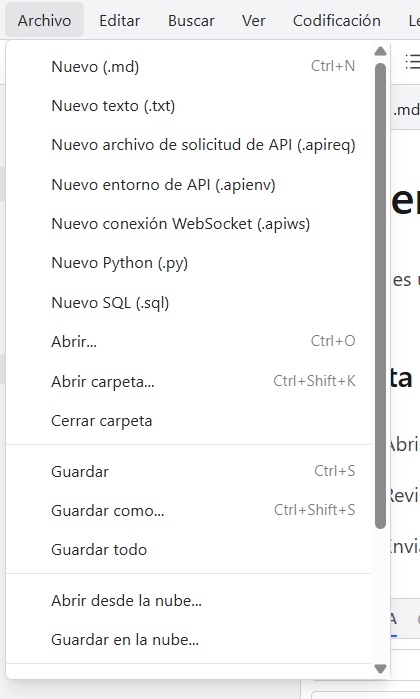 Archivo Editar Buscar Ver Codificación
Nuevo (.md) Ctrl+N
Nuevo texto (.txt)
Nuevo archivo de solicitud de API (.apireq)
Nuevo entorno de API (.apienv)
Nuevo conexión WebSocket (.apiws)
Nuevo Python (.py)
Nuevo SQL (.sql)
Abrir... Ctrl+O
Abrir carpeta... Ctrl+Shift+K
Cerrar carpeta
Guardar Ctrl+S
Guardar como... Ctrl+Shift+S
Guardar todo
Abrir desde la nube...
Guardar en la nube...
.md
es
ta